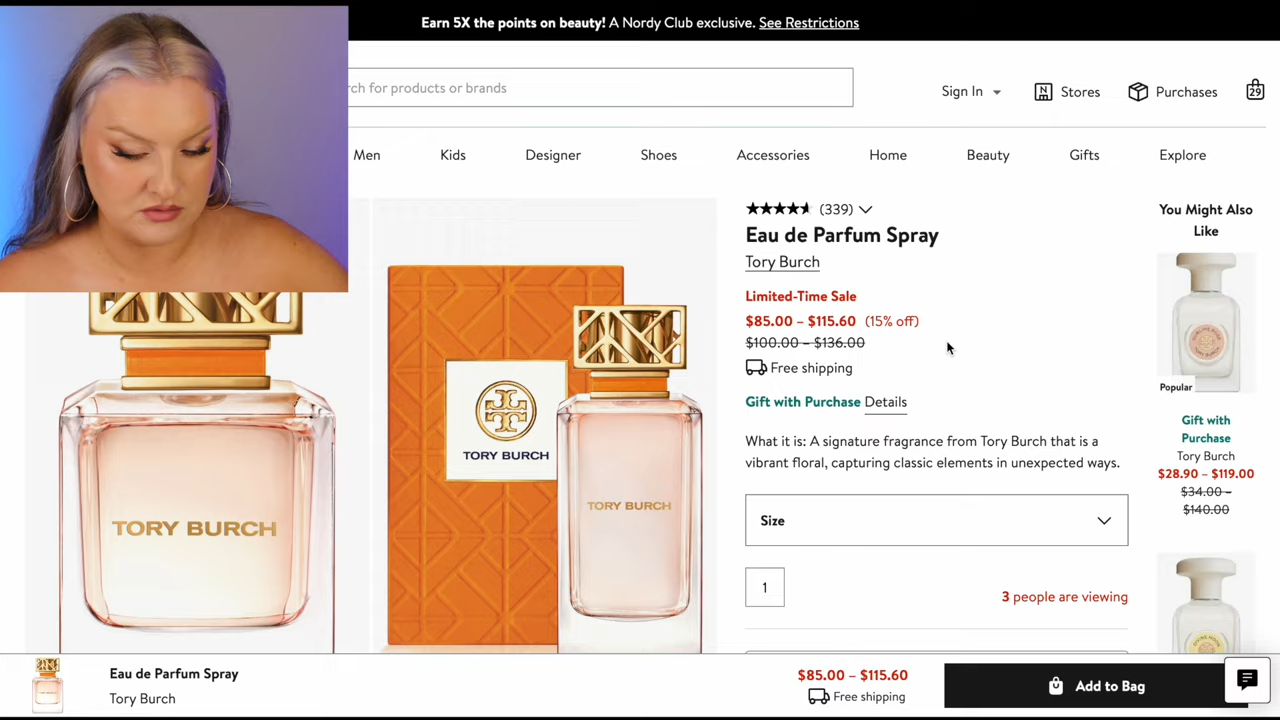 Earn 5X the points on beauty! A Nordy Club exclusive. See Restrictions
rch for products or brands
Sign In
N
Stores
Purchases
29
Men
Kids
Designer
Shoes
Accessories
Home
Beauty
Gifts
Explore
TORY BURCH
TORY BURCH
TORY BURCH
(339)
Eau de Parfum Spray
Tory Burch
Limited-Time Sale
$85.00 – $115.60 (15% off)
$100.00 – $136.00
Free shipping
Gift with Purchase Details
What it is: A signature fragrance from Tory Burch that is a
vibrant floral, capturing classic elements in unexpected ways.
Size
1
3 people are viewing
You Might Also
Like
Popular
Gift with
Purchase
Tory Burch
$28.90 – $119.00
$34.00 –
$140.00
Eau de Parfum Spray
Tory Burch
$85.00 – $115.60
Free shipping
Add to Bag